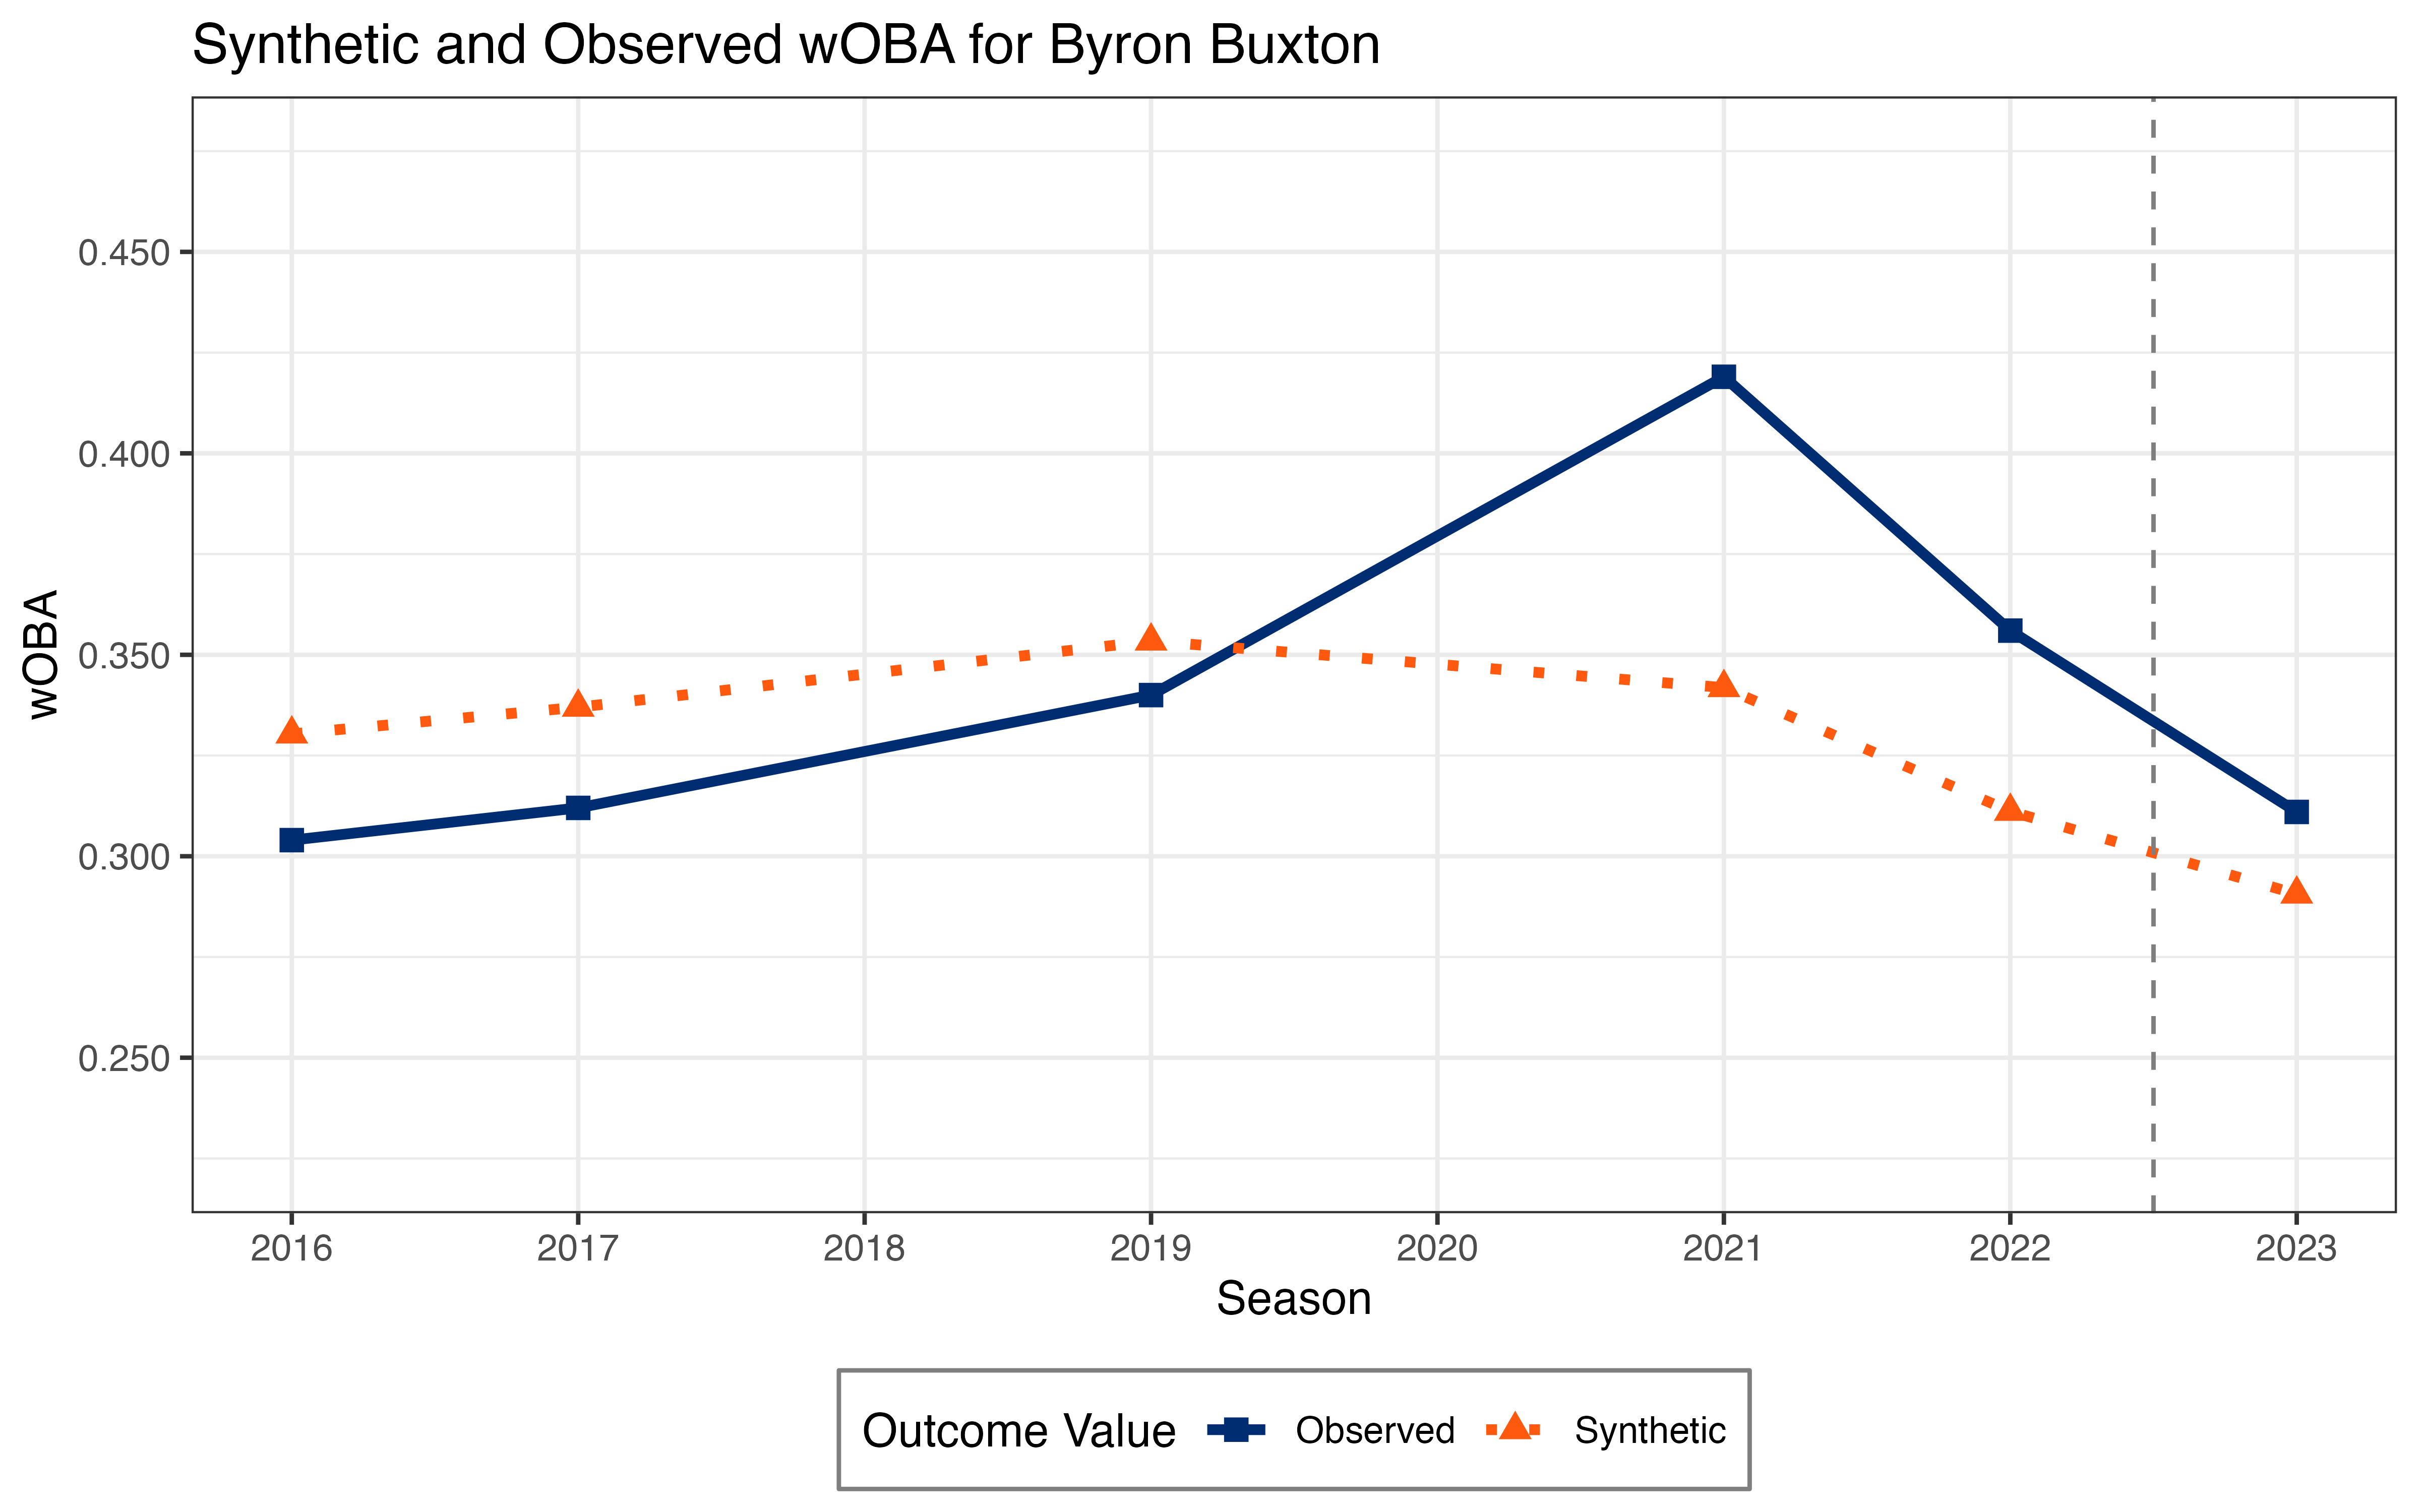 Synthetic and Observed wOBA for Byron Buxton
wOBA
0.450
0.400
0.350
0.300
0.250
2016 2017 2018 2019 2020 2021 2022 2023
Season
Outcome Value Observed Synthetic